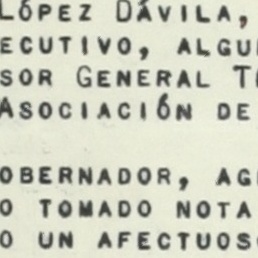 López Dávila,
ecutivo, algu
sor General T
Asociación de
obernador, ag
o tomado nota
o un afectuos